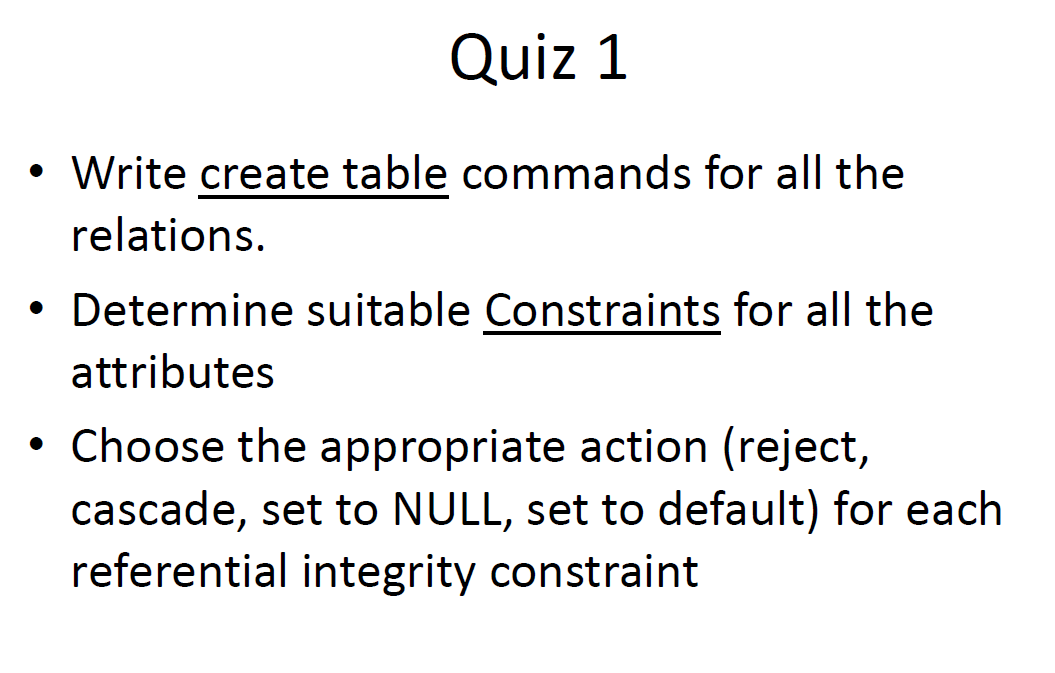 Quiz 1
• Write create table commands for all the
relations.
• Determine suitable Constraints for all the
attributes
• Choose the appropriate action (reject,
cascade, set to NULL, set to default) for each
referential integrity constraint